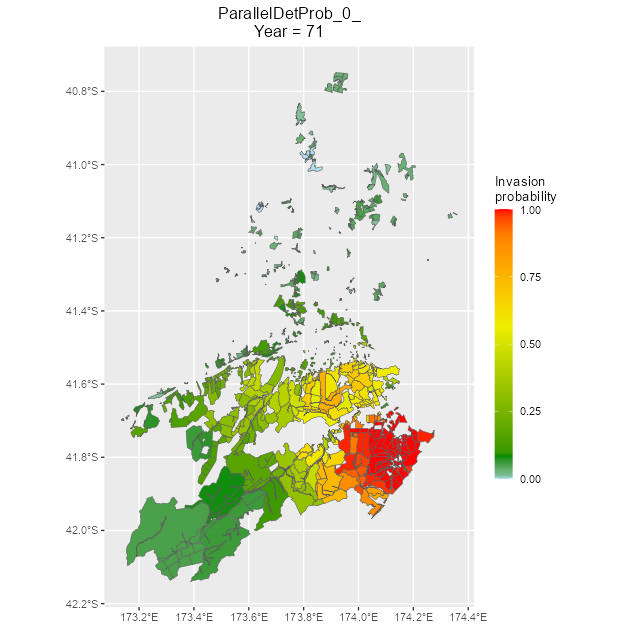 ParallelDetProb_0_
Year = 71
40.8°S
41.0°S
41.2°S
41.4°S
41.6°S
41.8°S
42.0°S
42.2°S
173.2°E 173.4°E 173.6°E 173.8°E 174.0°E 174.2°E 174.4°E
Invasion
probability
1.00
0.75
0.50
0.25
0.00